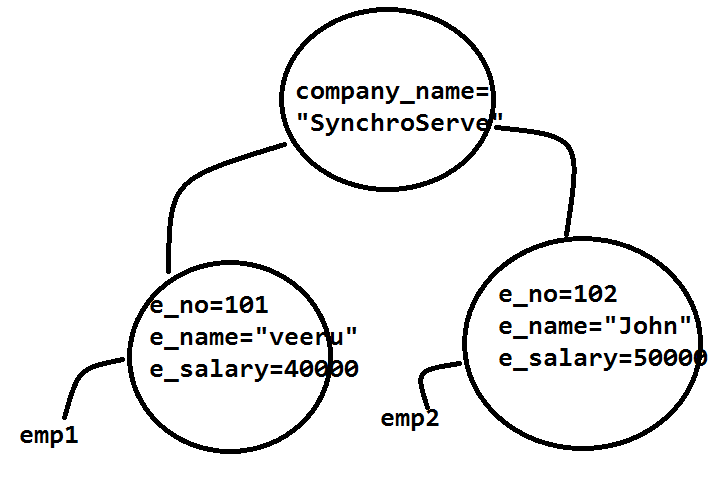 company_name=
"SynchroServe"
e_no=101
e_name="veeru"
e_salary=40000
emp1
e_no=102
e_name="John"
e_salary=50000
emp2